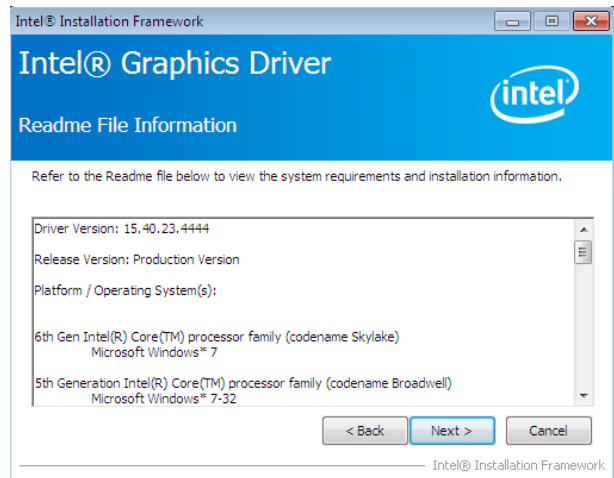 Intel® Installation Framework
Intel® Graphics Driver
intel
Readme File Information
Refer to the Readme file below to view the system requirements and installation information.
Driver Version: 15.40.23.4444
Release Version: Production Version
Platform / Operating System(s):
6th Gen Intel(R) Core(TM) processor family (codename Skylake)
Microsoft Windows* 7
5th Generation Intel(R) Core(TM) processor family (codename Broadwell)
Microsoft Windows* 7-32
< Back Next > Cancel
Intel® Installation Framework